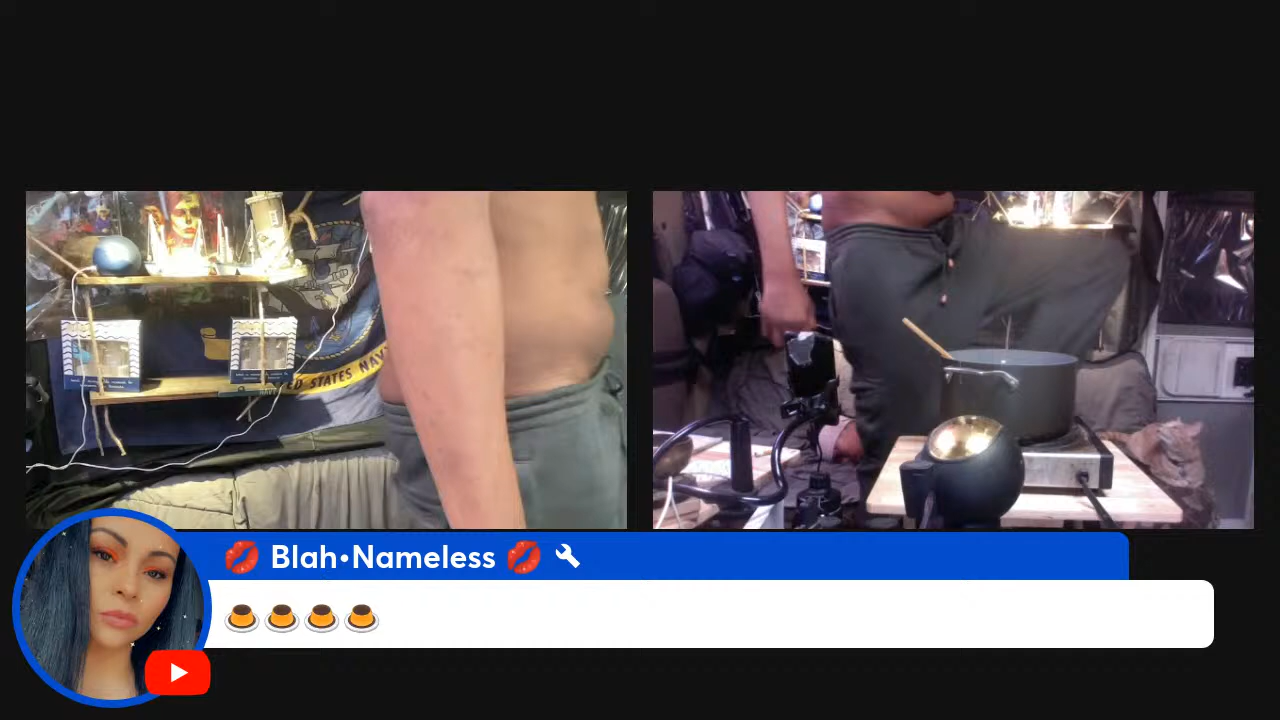 UNITED STATES NAVY
💋 Blah•Nameless 💋 🔧
🍮🍮🍮🍮